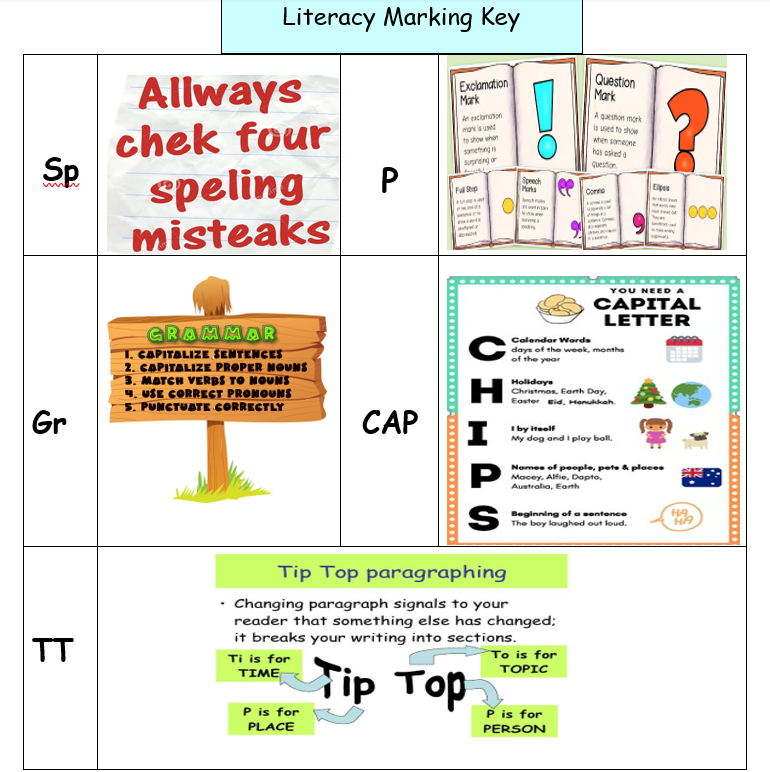 Literacy Marking Key
Sp
Allways
chek four
speling
misteaks
P
Exclamation
Mark
An exclamation
mark is used
to show when
something is
surprising or
Question
Mark
A question mark
is used to show
when someone
has asked a
question.
Full Stop
Speech
Marks
Comma
Ellipsis
Gr
GRAMMAR
1. CAPITALIZE SENTENCES
2. CAPITALIZE PROPER NOUNS
3. MATCH VERBS TO NOUNS
4. USE CORRECT PRONOUNS
5. PUNCTUATE CORRECTLY
CAP
YOU NEED A
CAPITAL
LETTER
C
Calendar Words
days of the week, months
of the year
H
Holidays
Christmas, Earth Day,
Easter Eid, Hanukkah.
I
I by itself
My dog and I play ball.
P
Names of people, pets & places
Macey, Alfie, Dapto,
Australia, Earth
S
Beginning of a sentence
The boy laughed out loud.
HA
HA
TT
Tip Top paragraphing
• Changing paragraph signals to your
reader that something else has changed;
it breaks your writing into sections.
Ti is for
TIME
To is for
TOPIC
Tip Top
P is for
PLACE
P is for
PERSON